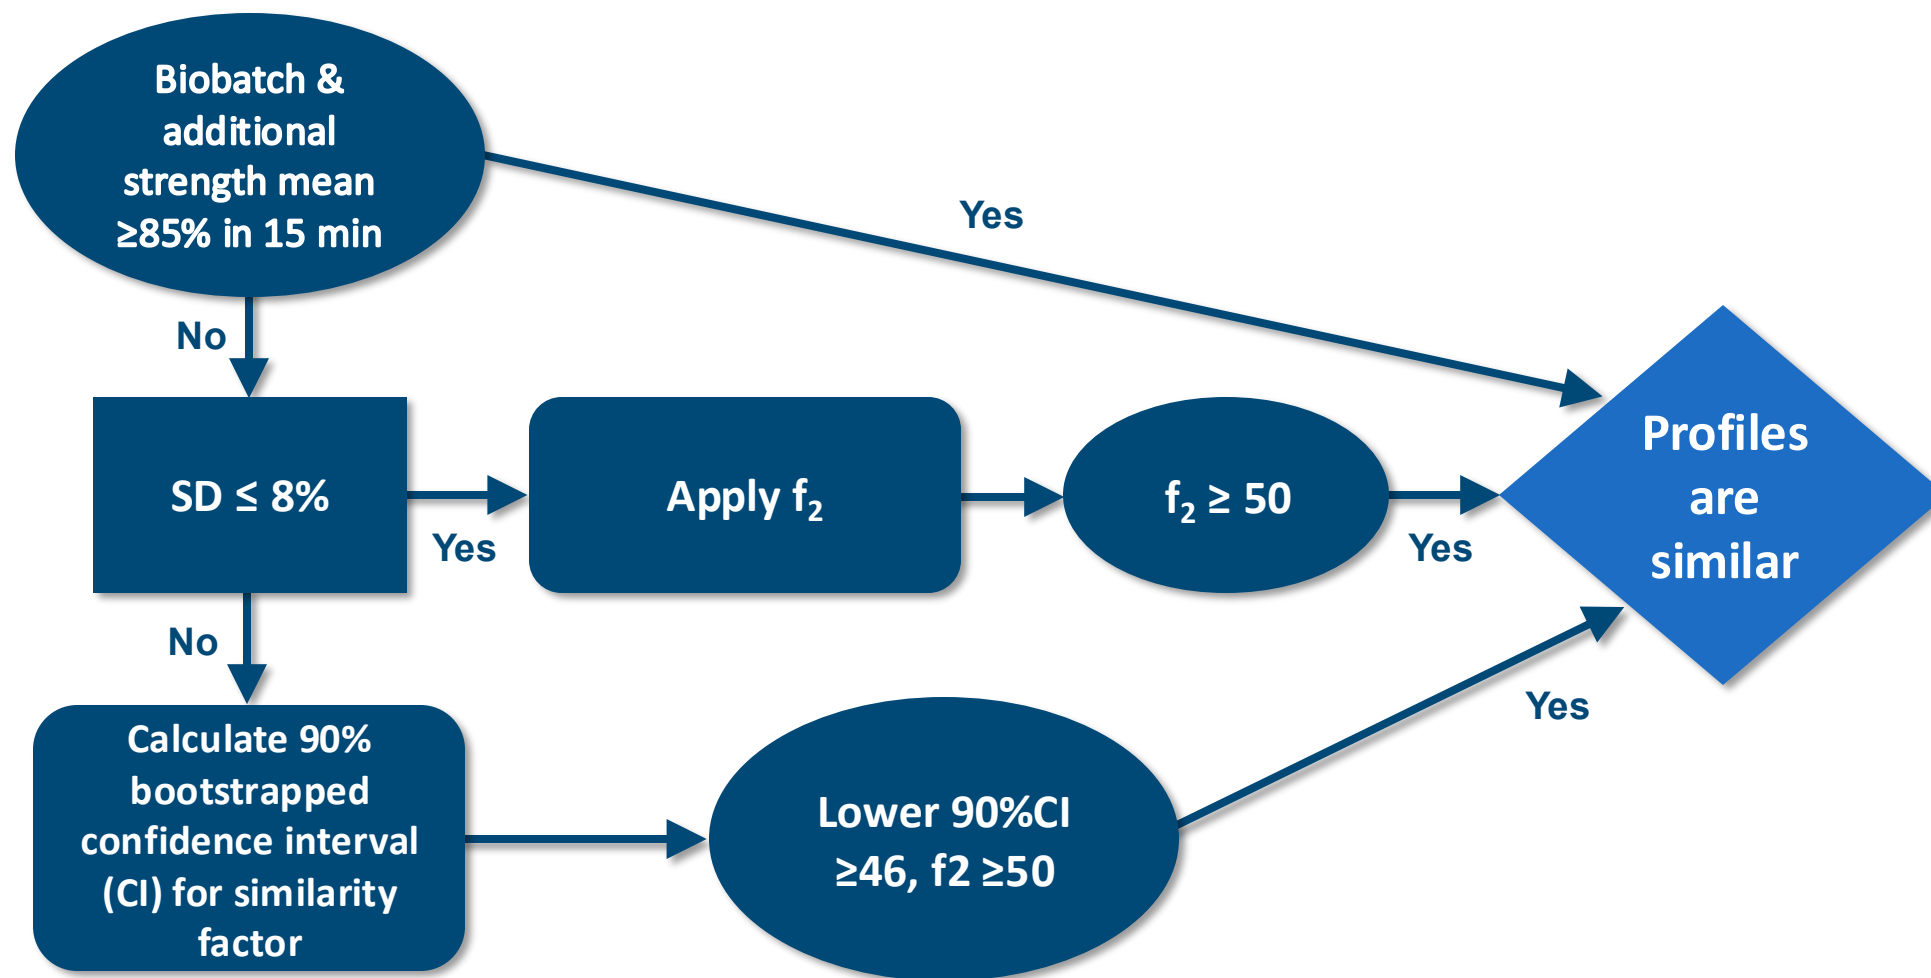 Biobatch &
additional
strength mean
≥85% in 15 min
Yes
No
SD ≤ 8%
Yes
Apply f₂
f₂ ≥ 50
Yes
Profiles
are
similar
No
Calculate 90%
bootstrapped
confidence interval
(CI) for similarity
factor
Lower 90%CI
≥46, f2 ≥50
Yes